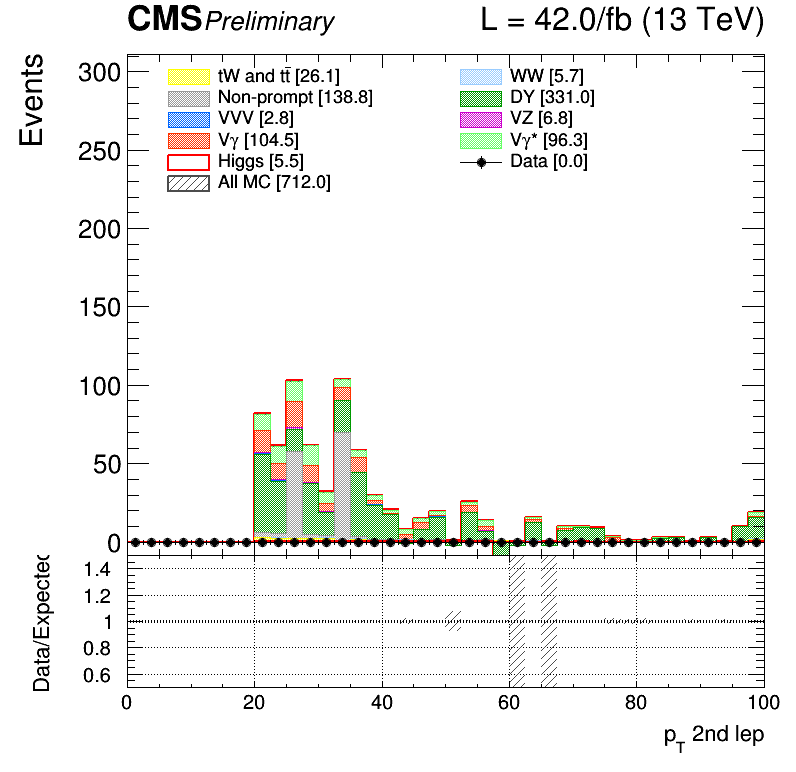 CMS Preliminary L = 42.0/fb (13 TeV)
Events
300
250
200
150
100
50
0
tW and tt̄ [26.1]
Non-prompt [138.8]
VVV [2.8]
Vγ [104.5]
Higgs [5.5]
All MC [712.0]
WW [5.7]
DY [331.0]
VZ [6.8]
Vγ* [96.3]
Data [0.0]
Data/Expected
1.4
1.2
1
0.8
0.6
0 20 40 60 80 100
p_T 2nd lep